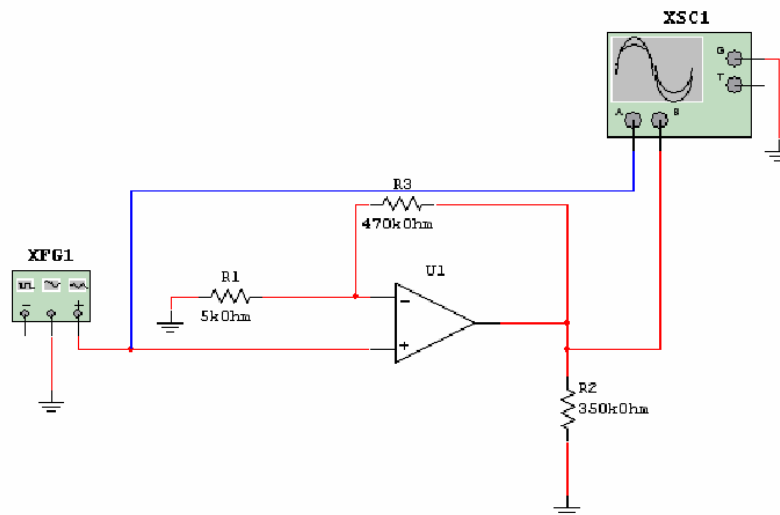 XSC1
G
T
A B
R3
470kOhm
XFG1
U1
R1
5kOhm
R2
350kOhm